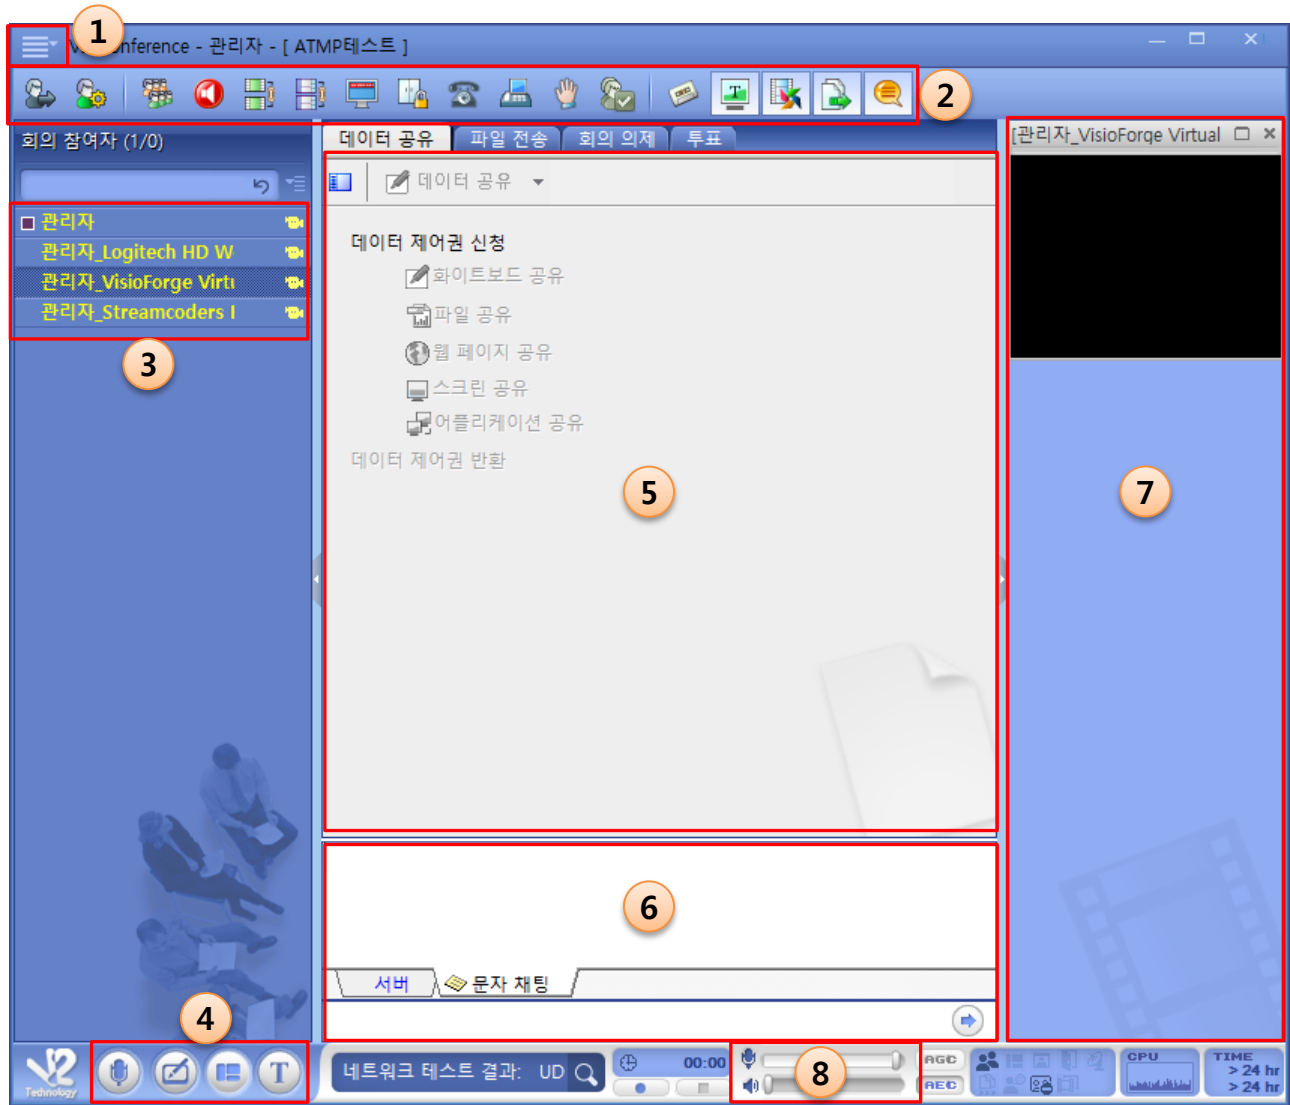 1
Conference - 관리자 - [ ATMP테스트 ]
2
회의 참여자 (1/0)
데이터 공유 파일 전송 회의 의제 투표
[관리자_VisioForge Virtual
데이터 공유
관리자
관리자_Logitech HD W
관리자_VisioForge Virtu
관리자_Streamcoders I
3
데이터 제어권 신청
화이트보드 공유
파일 공유
웹 페이지 공유
스크린 공유
어플리케이션 공유
데이터 제어권 반환
5
7
6
서버 문자 채팅
4
V2
Technology
T
네트워크 테스트 결과: UD
00:00
8
AGC
AEC
CPU
TIME
> 24 hr
> 24 hr